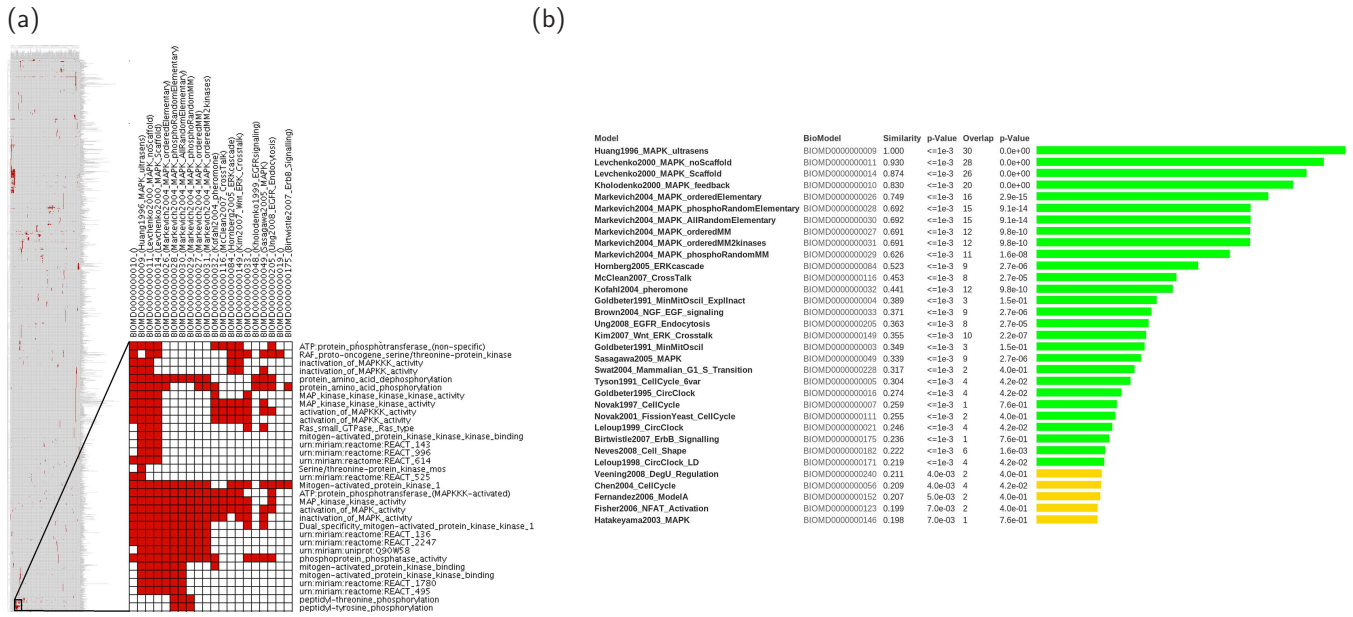 (a)
(b)
BIOMD0000000010_()
BIOMD0000000009_(Huang1996_MAPK_ultrasens)
BIOMD0000000011_(Levchenko2000_MAPK_noScaffold)
BIOMD0000000014_(Levchenko2000_MAPK_Scaffold)
BIOMD0000000026_(Markevich2004_MAPK_orderedElementary)
BIOMD0000000028_(Markevich2004_MAPK_phosphoRandomElementary)
BIOMD0000000030_(Markevich2004_MAPK_AllRandomElementary)
BIOMD0000000029_(Markevich2004_MAPK_phosphoRandomMM)
BIOMD0000000027_(Markevich2004_MAPK_orderedMM)
BIOMD0000000031_(Markevich2004_MAPK_orderedMM2kinases)
BIOMD0000000032_(Kofahl2004_pheromone)
BIOMD0000000116_(McClean2007_CrossTalk)
BIOMD0000000084_(Hornberg2005_ERKcascade)
BIOMD0000000149_(Kim2007_Wnt_ERK_Crosstalk)
BIOMD0000000033_()
BIOMD0000000048_(Kholodenko1999_EGFRsignaling)
BIOMD0000000049_(Sasagawa2005_MAPK)
BIOMD0000000205_(Ung2008_EGFR_Endocytosis)
BIOMD0000000019_()
BIOMD0000000175_(Birtwistle2007_ErbB_Signalling)
ATP:protein_phosphotransferase_(non-specific)
RAF_proto-oncogene_serine/threonine-protein_kinase
inactivation_of_MAPKKK_activity
inactivation_of_MAPKK_activity
protein_amino_acid_dephosphorylation
protein_amino_acid_phosphorylation
MAP_kinase_kinase_kinase_activity
MAP_kinase_kinase_activity
activation_of_MAPKKK_activity
activation_of_MAPKK_activity
Ras_small_GTPase,_Ras_type
mitogen-activated_protein_kinase_kinase_kinase_binding
urn:miriam:reactome:REACT_143
urn:miriam:reactome:REACT_996
urn:miriam:reactome:REACT_614
Serine/threonine-protein_kinase_mos
urn:miriam:reactome:REACT_525
Mitogen-activated_protein_kinase_1
ATP:protein_phosphotransferase_(MAPKKK-activated)
MAP_kinase_kinase_activity
activation_of_MAPK_activity
inactivation_of_MAPK_activity
Dual_specificity_mitogen-activated_protein_kinase_kinase_1
urn:miriam:reactome:REACT_136
urn:miriam:reactome:REACT_2247
urn:miriam:uniprot:Q90W58
phosphoprotein_phosphatase_activity
mitogen-activated_protein_kinase_binding
mitogen-activated_protein_kinase_kinase_binding
urn:miriam:reactome:REACT_1780
urn:miriam:reactome:REACT_495
peptidyl-threonine_phosphorylation
peptidyl-tyrosine_phosphorylation
Model BioModel Similarity p-Value Overlap p-Value
Huang1996_MAPK_ultrasens BIOMD0000000009 1.000 <=1e-3 30 0.0e+00
Levchenko2000_MAPK_noScaffold BIOMD0000000011 0.930 <=1e-3 28 0.0e+00
Levchenko2000_MAPK_Scaffold BIOMD0000000014 0.874 <=1e-3 26 0.0e+00
Kholodenko2000_MAPK_feedback BIOMD0000000010 0.830 <=1e-3 20 0.0e+00
Markevich2004_MAPK_orderedElementary BIOMD0000000026 0.749 <=1e-3 16 2.9e-15
Markevich2004_MAPK_phosphoRandomElementary BIOMD0000000028 0.692 <=1e-3 15 9.1e-14
Markevich2004_MAPK_AllRandomElementary BIOMD0000000030 0.692 <=1e-3 15 9.1e-14
Markevich2004_MAPK_orderedMM BIOMD0000000027 0.691 <=1e-3 12 9.8e-10
Markevich2004_MAPK_orderedMM2kinases BIOMD0000000031 0.691 <=1e-3 12 9.8e-10
Markevich2004_MAPK_phosphoRandomMM BIOMD0000000029 0.626 <=1e-3 11 1.6e-08
Hornberg2005_ERKcascade BIOMD0000000084 0.523 <=1e-3 9 2.7e-06
McClean2007_CrossTalk BIOMD0000000116 0.453 <=1e-3 8 2.7e-05
Kofahl2004_pheromone BIOMD0000000032 0.441 <=1e-3 12 9.8e-10
Goldbeter1991_MinMitOscil_ExplInact BIOMD0000000004 0.389 <=1e-3 3 1.5e-01
Brown2004_NGF_EGF_signaling BIOMD0000000033 0.371 <=1e-3 9 2.7e-06
Ung2008_EGFR_Endocytosis BIOMD0000000205 0.363 <=1e-3 8 2.7e-05
Kim2007_Wnt_ERK_Crosstalk BIOMD0000000149 0.355 <=1e-3 10 2.2e-07
Goldbeter1991_MinMitOscil BIOMD0000000003 0.349 <=1e-3 3 1.5e-01
Sasagawa2005_MAPK BIOMD0000000049 0.339 <=1e-3 9 2.7e-06
Swat2004_Mammalian_G1_S_Transition BIOMD0000000228 0.317 <=1e-3 2 4.0e-01
Tyson1991_CellCycle_6var BIOMD0000000005 0.304 <=1e-3 4 4.2e-02
Goldbeter1995_CircClock BIOMD0000000016 0.274 <=1e-3 4 4.2e-02
Novak1997_CellCycle BIOMD0000000007 0.259 <=1e-3 1 7.6e-01
Novak2001_FissionYeast_CellCycle BIOMD0000000111 0.255 <=1e-3 2 4.0e-01
Leloup1999_CircClock BIOMD0000000021 0.246 <=1e-3 4 4.2e-02
Birtwistle2007_ErbB_Signalling BIOMD0000000175 0.236 <=1e-3 1 7.6e-01
Neves2008_Cell_Shape BIOMD0000000182 0.222 <=1e-3 6 1.6e-03
Leloup1998_CircClock_LD BIOMD0000000171 0.219 <=1e-3 4 4.2e-02
Veening2008_DegU_Regulation BIOMD0000000240 0.211 4.0e-03 2 4.0e-01
Chen2004_CellCycle BIOMD0000000056 0.209 4.0e-03 4 4.2e-02
Fernandez2006_ModelA BIOMD0000000152 0.207 5.0e-03 2 4.0e-01
Fisher2006_NFAT_Activation BIOMD0000000123 0.199 7.0e-03 2 4.0e-01
Hatakeyama2003_MAPK BIOMD0000000146 0.198 7.0e-03 1 7.6e-01